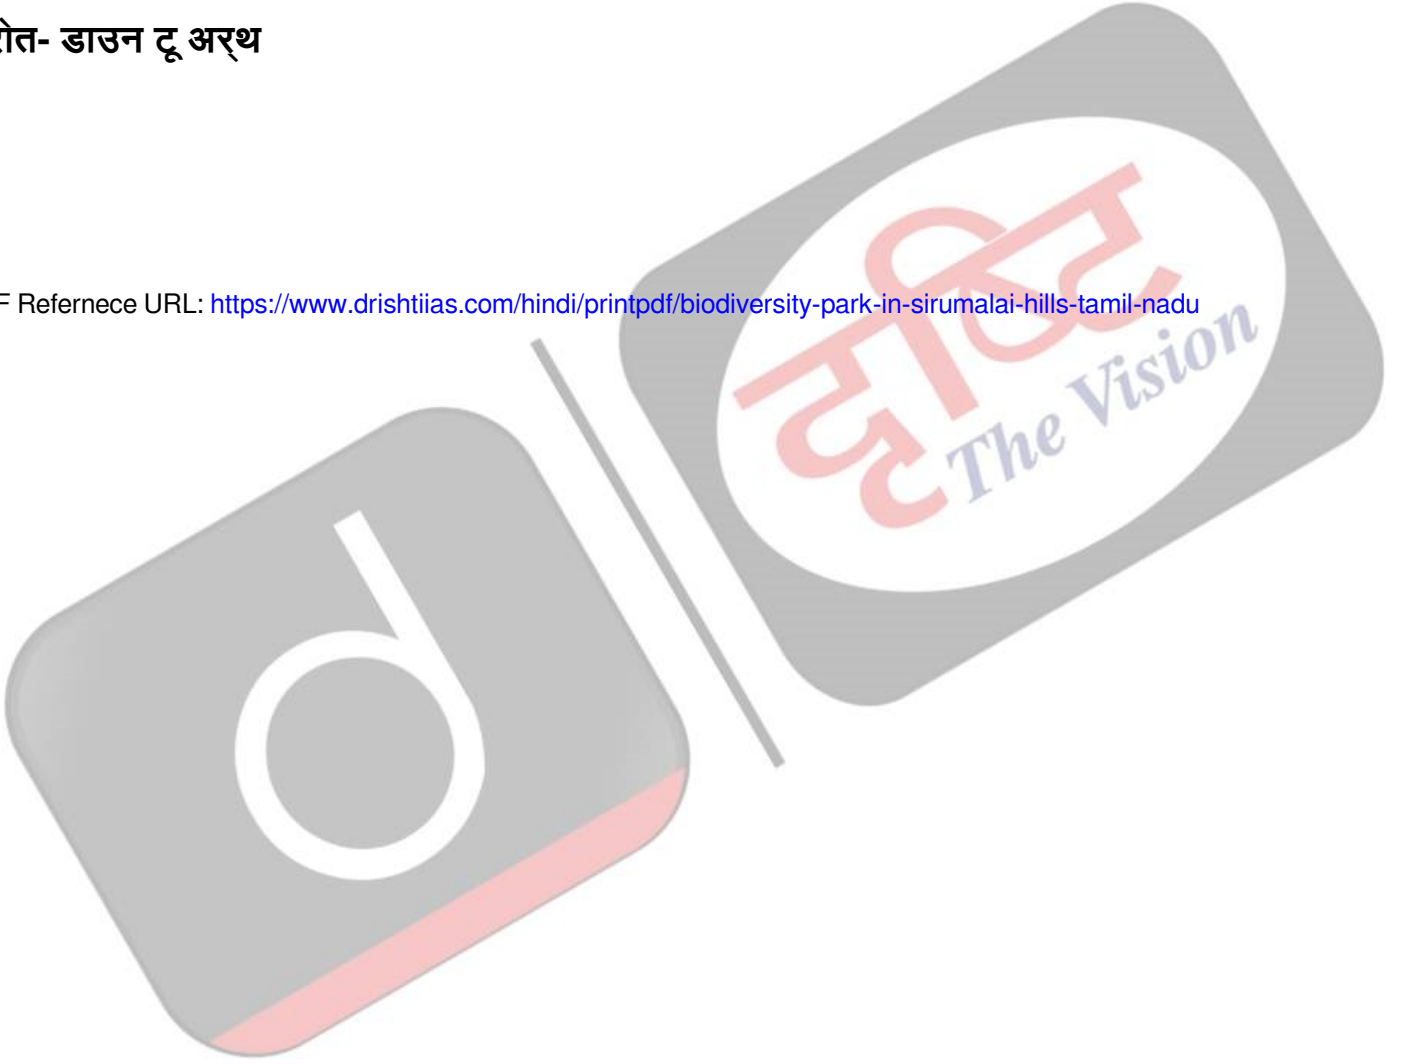 रोत- डाउन टू अर्थ
F Refernece URL: https://www.drishtiias.com/hindi/printpdf/biodiversity-park-in-sirumalai-hills-tamil-nadu
दृष्टि
The Vision
d